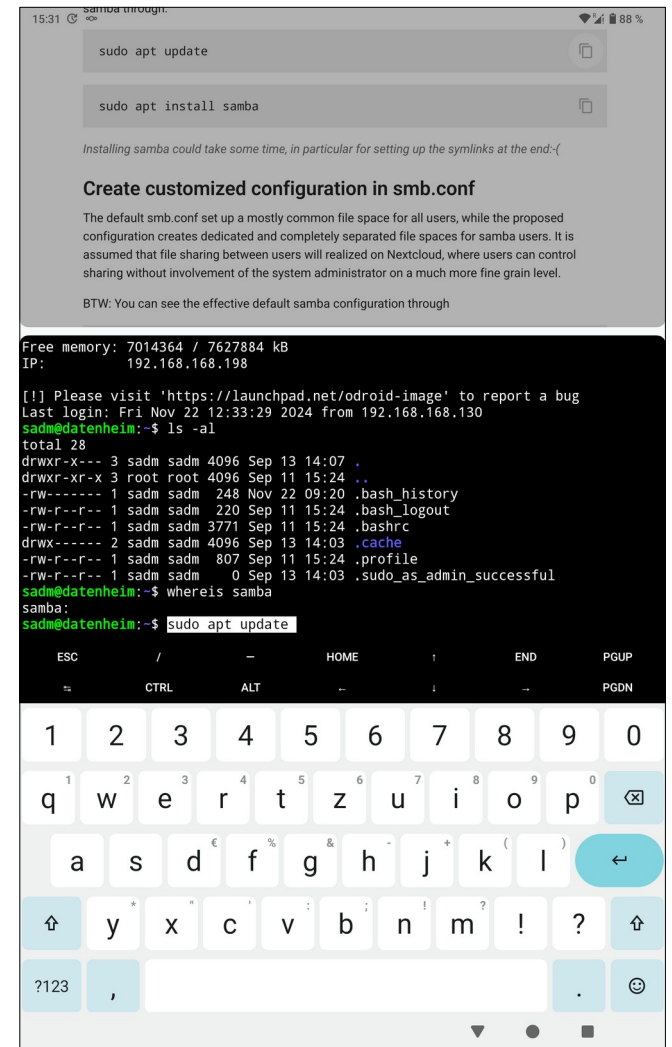 samba through:
15:31 88 %
sudo apt update
sudo apt install samba
Installing samba could take some time, in particular for setting up the symlinks at the end:-(
Create customized configuration in smb.conf
The default smb.conf set up a mostly common file space for all users, while the proposed
configuration creates dedicated and completely separated file spaces for samba users. It is
assumed that file sharing between users will realized on Nextcloud, where users can control
sharing without involvement of the system administrator on a much more fine grain level.
BTW: You can see the effective default samba configuration through
Free memory: 7014364 / 7627884 kB
IP: 192.168.168.198
[!] Please visit 'https://launchpad.net/odroid-image' to report a bug
Last login: Fri Nov 22 12:33:29 2024 from 192.168.168.130
sadm@datenheim:~$ ls -al
total 28
drwxr-x--- 3 sadm sadm 4096 Sep 13 14:07 .
drwxr-xr-x 3 root root 4096 Sep 11 15:24 ..
-rw------- 1 sadm sadm 248 Nov 22 09:20 .bash_history
-rw-r--r-- 1 sadm sadm 220 Sep 11 15:24 .bash_logout
-rw-r--r-- 1 sadm sadm 3771 Sep 11 15:24 .bashrc
drwx------ 2 sadm sadm 4096 Sep 13 14:03 .cache
-rw-r--r-- 1 sadm sadm 807 Sep 11 15:24 .profile
-rw-r--r-- 1 sadm sadm 0 Sep 13 14:03 .sudo_as_admin_successful
sadm@datenheim:~$ whereis samba
samba:
sadm@datenheim:~$ sudo apt update
ESC / — HOME ↑ END PGUP
⇆ CTRL ALT ← ↓ → PGDN
1 2 3 4 5 6 7 8 9 0
q 1 w 2 e 3 r 4 t 5 z 6 u 7 i 8 o 9 p 0
a s d € f % g & h - j + k ( l )
y * x " c ' v : b ; n ! m ? ! ?
?123 , .